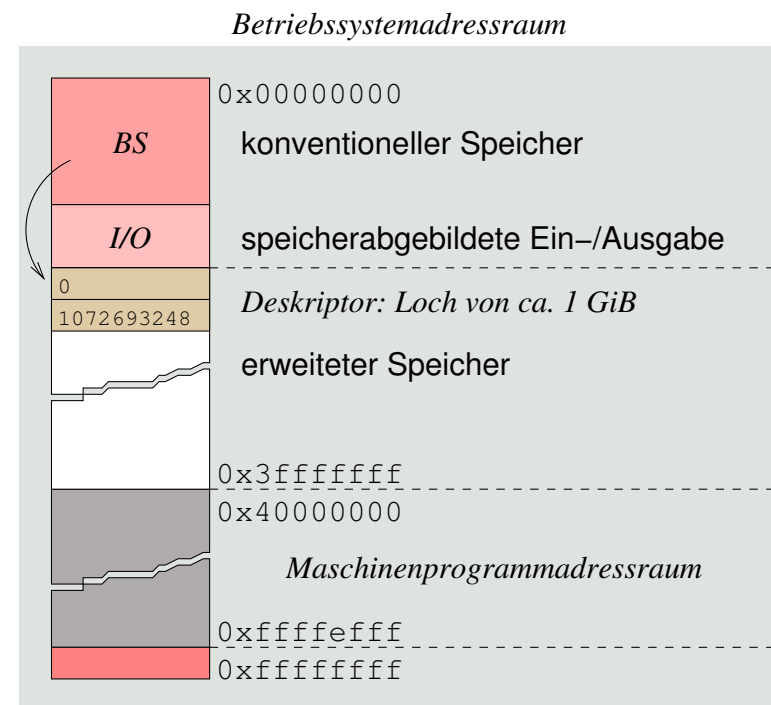 Betriebssystemadressraum
0x00000000
BS
konventioneller Speicher
I/O
speicherabgebildete Ein−/Ausgabe
0
Deskriptor: Loch von ca. 1 GiB
1072693248
erweiteter Speicher
0x3fffffff
0x40000000
Maschinenprogrammadressraum
0xffffefff
0xffffffff